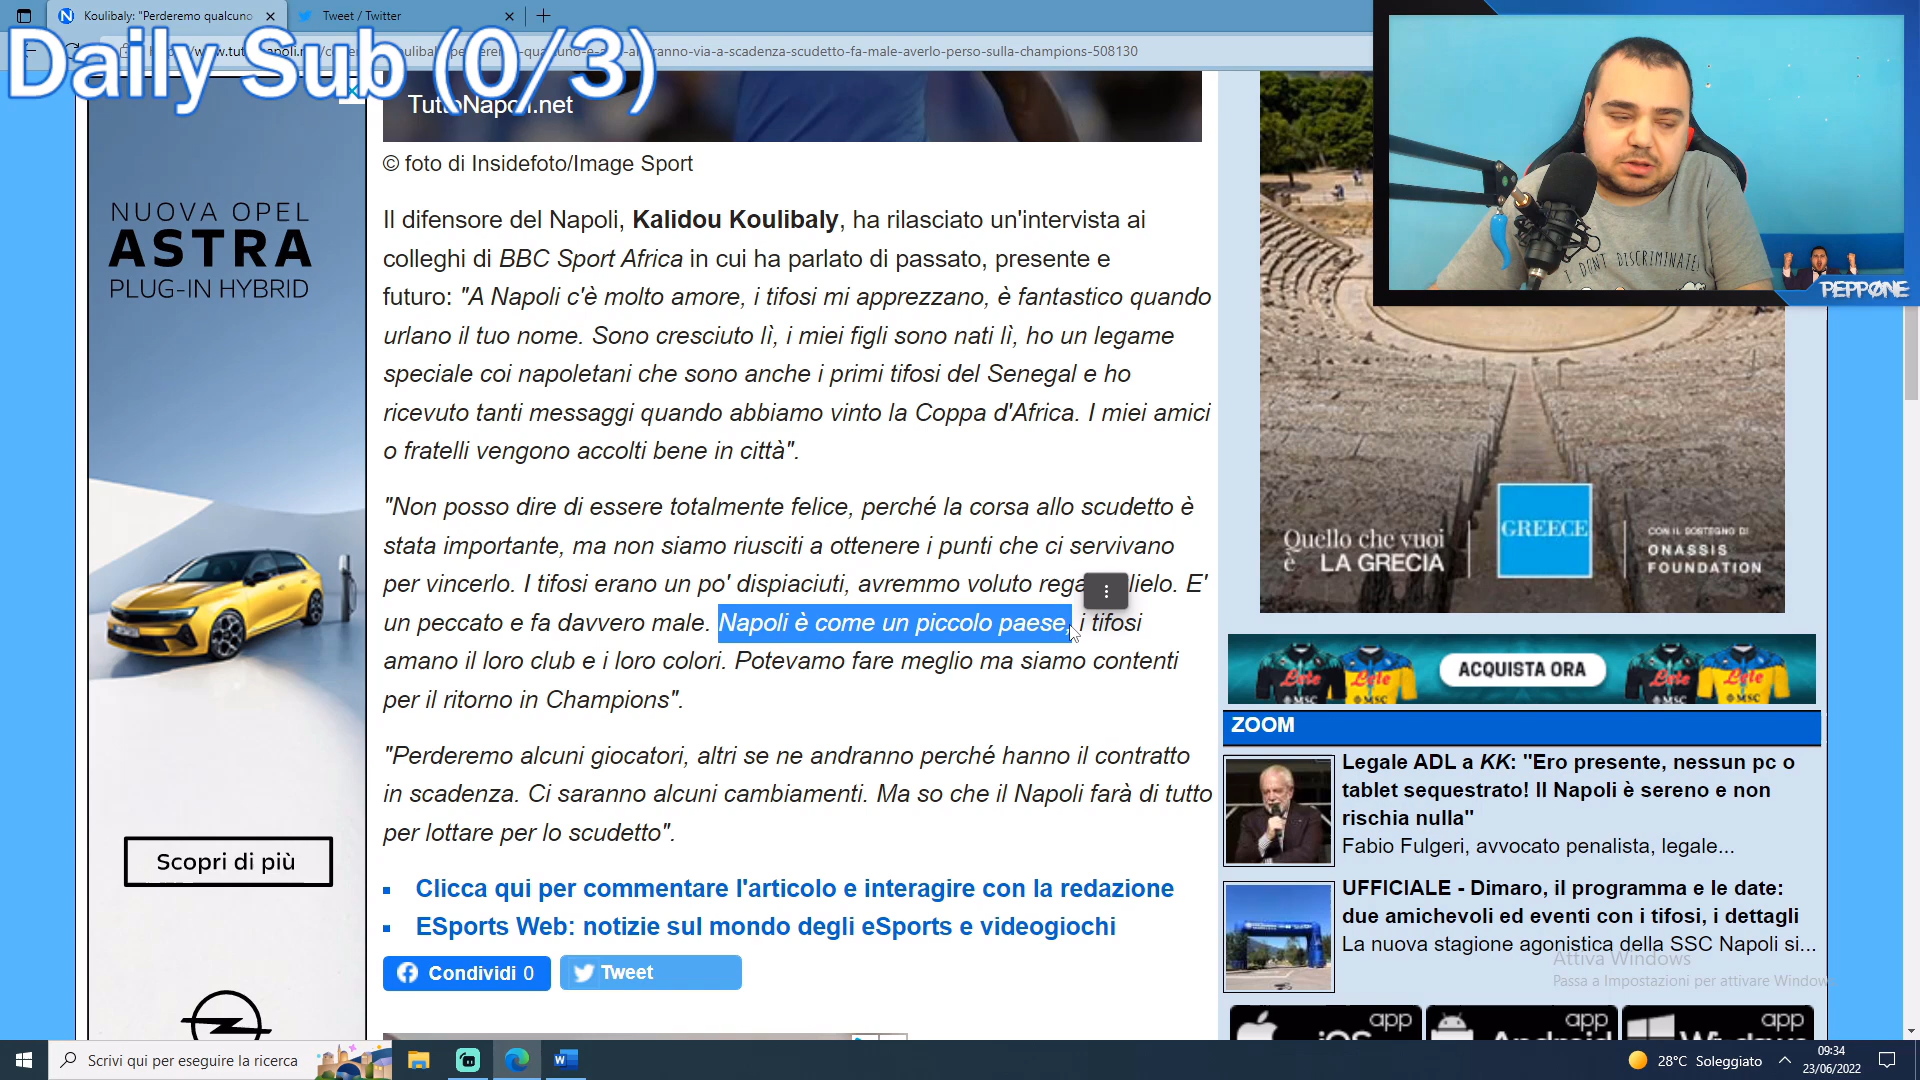 Koulibaly: "Perderemo qualcuno
Tweet / Twitter
Daily Sub (0/3)
-scadenza-scudetto-fa-male-averlo-perso-sulla-champions-508130
TuttoNapoli.net
© foto di Insidefoto/Image Sport
Il difensore del Napoli, Kalidou Koulibaly, ha rilasciato un'intervista ai
colleghi di BBC Sport Africa in cui ha parlato di passato, presente e
futuro: "A Napoli c'è molto amore, i tifosi mi apprezzano, è fantastico quando
urlano il tuo nome. Sono cresciuto lì, i miei figli sono nati lì, ho un legame
speciale coi napoletani che sono anche i primi tifosi del Senegal e ho
ricevuto tanti messaggi quando abbiamo vinto la Coppa d'Africa. I miei amici
o fratelli vengono accolti bene in città".
"Non posso dire di essere totalmente felice, perché la corsa allo scudetto è
stata importante, ma non siamo riusciti a ottenere i punti che ci servivano
per vincerlo. I tifosi erano un po' dispiaciuti, avremmo voluto rega lielo. E'
un peccato e fa davvero male. Napoli è come un piccolo paese, i tifosi
amano il loro club e i loro colori. Potevamo fare meglio ma siamo contenti
per il ritorno in Champions".
"Perderemo alcuni giocatori, altri se ne andranno perché hanno il contratto
in scadenza. Ci saranno alcuni cambiamenti. Ma so che il Napoli farà di tutto
per lottare per lo scudetto".
Clicca qui per commentare l'articolo e interagire con la redazione
ESports Web: notizie sul mondo degli eSports e videogiochi
Condividi 0
Tweet
NUOVA OPEL
ASTRA
PLUG-IN HYBRID
Scopri di più
I DONT DISCRIMINATE!
PEPPØNE
Quello che vuoi
è LA GRECIA
GREECE
CON IL SOSTEGNO DI
ONASSIS
FOUNDATION
Lete
MSC
Lete
MSC
ACQUISTA ORA
Lete
MSC
Lete
MSC
ZOOM
Legale ADL a KK: "Ero presente, nessun pc o
tablet sequestrato! Il Napoli è sereno e non
rischia nulla"
Fabio Fulgeri, avvocato penalista, legale...
UFFICIALE - Dimaro, il programma e le date:
due amichevoli ed eventi con i tifosi, i dettagli
La nuova stagione agonistica della SSC Napoli si...
Attiva Windows
Passa a Impostazioni per attivare Windows
app
iOS
app
Android
app
Windows
Scrivi qui per eseguire la ricerca
28°C Soleggiato
09:34
23/06/2022